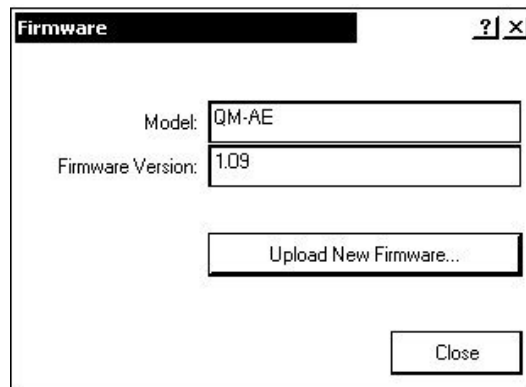 Firmware ? ×
Model: QM-AE
Firmware Version: 1.09
Upload New Firmware...
Close